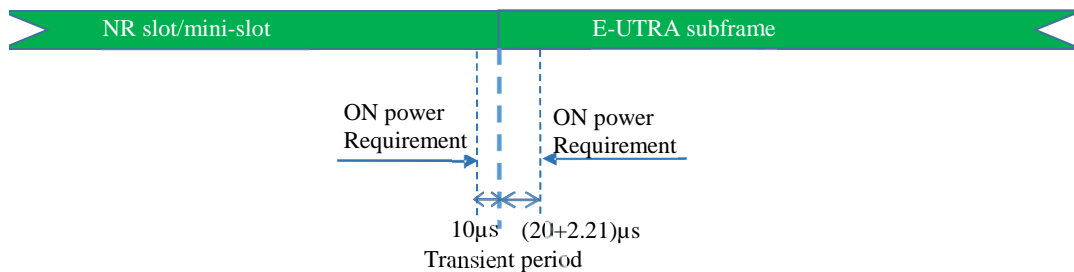 NR slot/mini-slot
E-UTRA subframe
ON power
Requirement
ON power
Requirement
10µs
(20+2.21)µs
Transient period